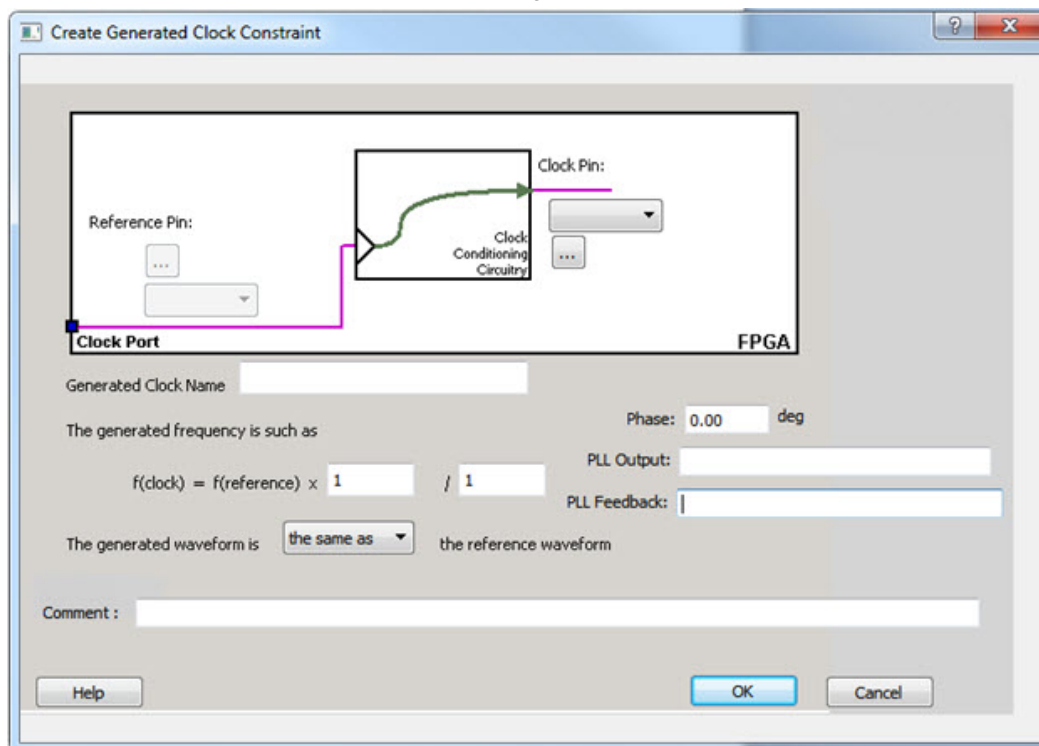 Create Generated Clock Constraint
?
X
Clock Pin:
Reference Pin:
...
Clock
Conditioning
Circuitry
...
Clock Port
FPGA
Generated Clock Name
Phase: 0.00 deg
The generated frequency is such as
PLL Output:
f(clock) = f(reference) x 1 / 1
PLL Feedback:
The generated waveform is the same as the reference waveform
Comment :
Help
OK
Cancel